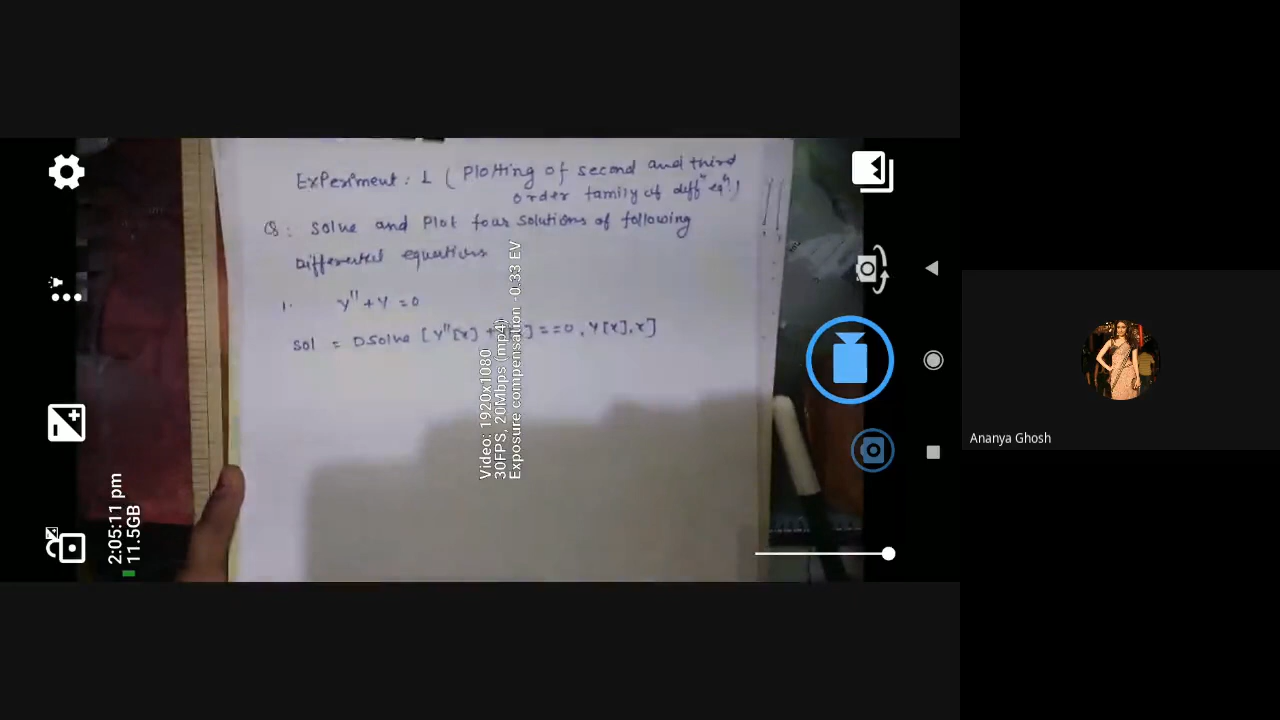 ExPeriment: 1 ( Plotting of second and third
order family of diffⁿ eqⁿ.)
Q: Solve and Plot four Solutions of following
Differential equations
1. y'' + y = 0
Sol = DSolve [y''[x] + ] == 0, y[x], x]
Video: 1920x1080
30FPS, 20Mbps (mp4)
Exposure compensation -0.33 EV
2:05:11 pm
11.5GB
Ananya Ghosh